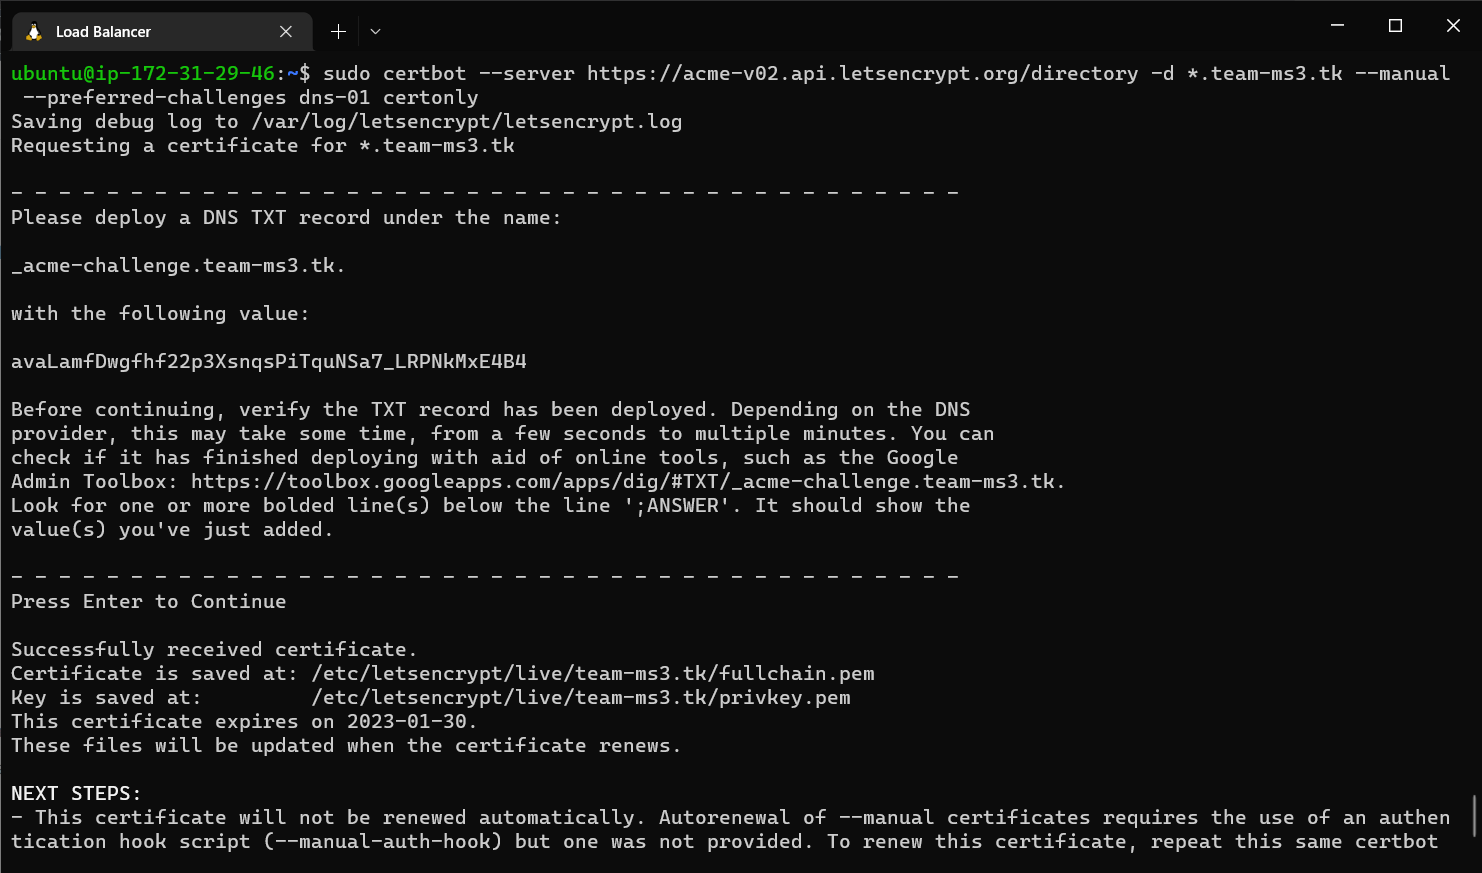 Load Balancer
ubuntu@ip-172-31-29-46:~$ sudo certbot --server https://acme-v02.api.letsencrypt.org/directory -d *.team-ms3.tk --manual
--preferred-challenges dns-01 certonly
Saving debug log to /var/log/letsencrypt/letsencrypt.log
Requesting a certificate for *.team-ms3.tk
- - - - - - - - - - - - - - - - - - - - - - - - - - - - - - - - - - - - - - - -
Please deploy a DNS TXT record under the name:
_acme-challenge.team-ms3.tk.
with the following value:
avaLamfDwgfhf22p3XsnqsPiTquNSa7_LRPNkMxE4B4
Before continuing, verify the TXT record has been deployed. Depending on the DNS
provider, this may take some time, from a few seconds to multiple minutes. You can
check if it has finished deploying with aid of online tools, such as the Google
Admin Toolbox: https://toolbox.googleapps.com/apps/dig/#TXT/_acme-challenge.team-ms3.tk.
Look for one or more bolded line(s) below the line ';ANSWER'. It should show the
value(s) you've just added.
- - - - - - - - - - - - - - - - - - - - - - - - - - - - - - - - - - - - - - - -
Press Enter to Continue
Successfully received certificate.
Certificate is saved at: /etc/letsencrypt/live/team-ms3.tk/fullchain.pem
Key is saved at:         /etc/letsencrypt/live/team-ms3.tk/privkey.pem
This certificate expires on 2023-01-30.
These files will be updated when the certificate renews.
NEXT STEPS:
- This certificate will not be renewed automatically. Autorenewal of --manual certificates requires the use of an authen
tication hook script (--manual-auth-hook) but one was not provided. To renew this certificate, repeat this same certbot